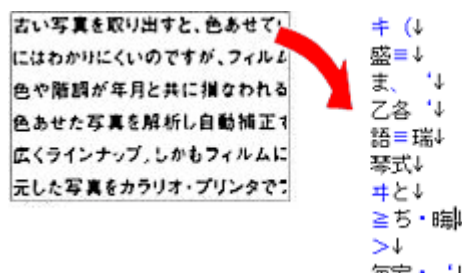 古い写真を取り出すと、色あせてい
にはわかりにくいのですが、フィルム
色や階調が年月と共に損なわれる
色あせた写真を解析し自動補正す
広くラインナップ。しかもフィルムに
元した写真をカラリオ・プリンタでプ
キ (↓
盛≡↓
ま、 ‘↓
乙各 ‘↓
語≡瑞↓
琴式↓
ヰと↓
≧ぢ・晦↓
>↓